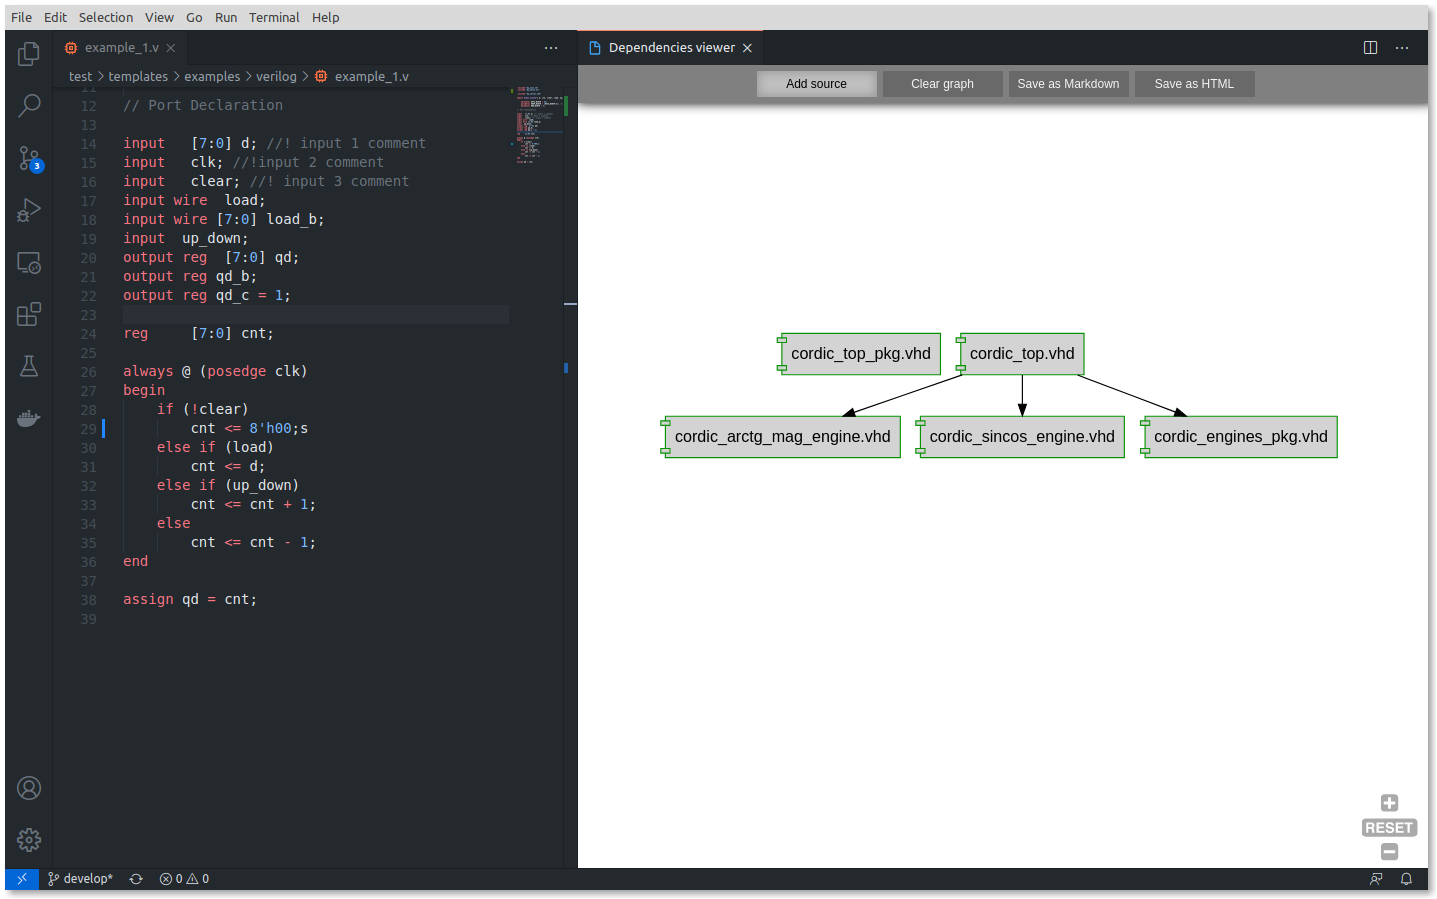 File Edit Selection View Go Run Terminal Help
example_1.v
Dependencies viewer
test > templates > examples > verilog > example_1.v
Add source Clear graph Save as Markdown Save as HTML
11
12 // Port Declaration
13
14 input   [7:0] d; //! input 1 comment
15 input   clk; //!input 2 comment
16 input   clear; //! input 3 comment
17 input wire  load;
18 input wire [7:0] load_b;
19 input  up_down;
20 output reg  [7:0] qd;
21 output reg qd_b;
22 output reg qd_c = 1;
23
24 reg     [7:0] cnt;
25
26 always @ (posedge clk)
27 begin
28     if (!clear)
29         cnt <= 8'h00;s
30     else if (load)
31         cnt <= d;
32     else if (up_down)
33         cnt <= cnt + 1;
34     else
35         cnt <= cnt - 1;
36 end
37
38 assign qd = cnt;
39
3
cordic_top_pkg.vhd cordic_top.vhd
cordic_arctg_mag_engine.vhd cordic_sincos_engine.vhd cordic_engines_pkg.vhd
RESET
develop* 0 0